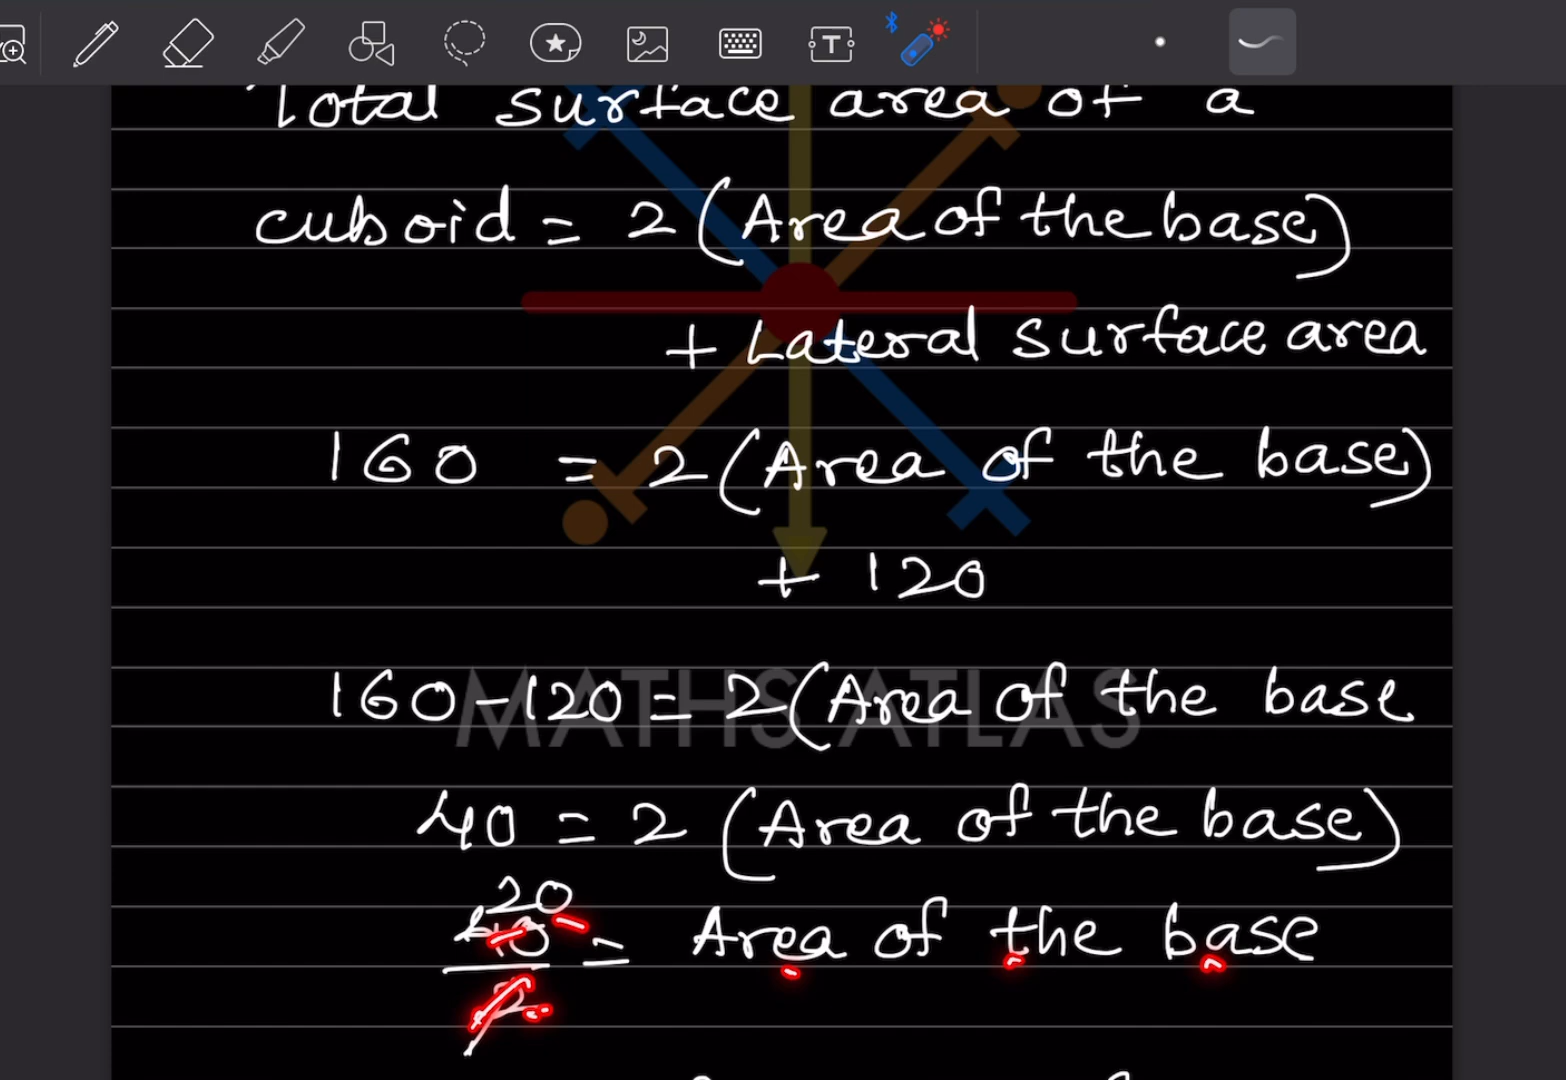 Total surface area of a
cuboid = 2 (Area of the base)
+ Lateral surface area
160 = 2 (Area of the base)
+ 120
160-120 = 2(Area of the base
MATHS ATLAS
40 = 2 (Area of the base)
20
40/2 = Area of the base